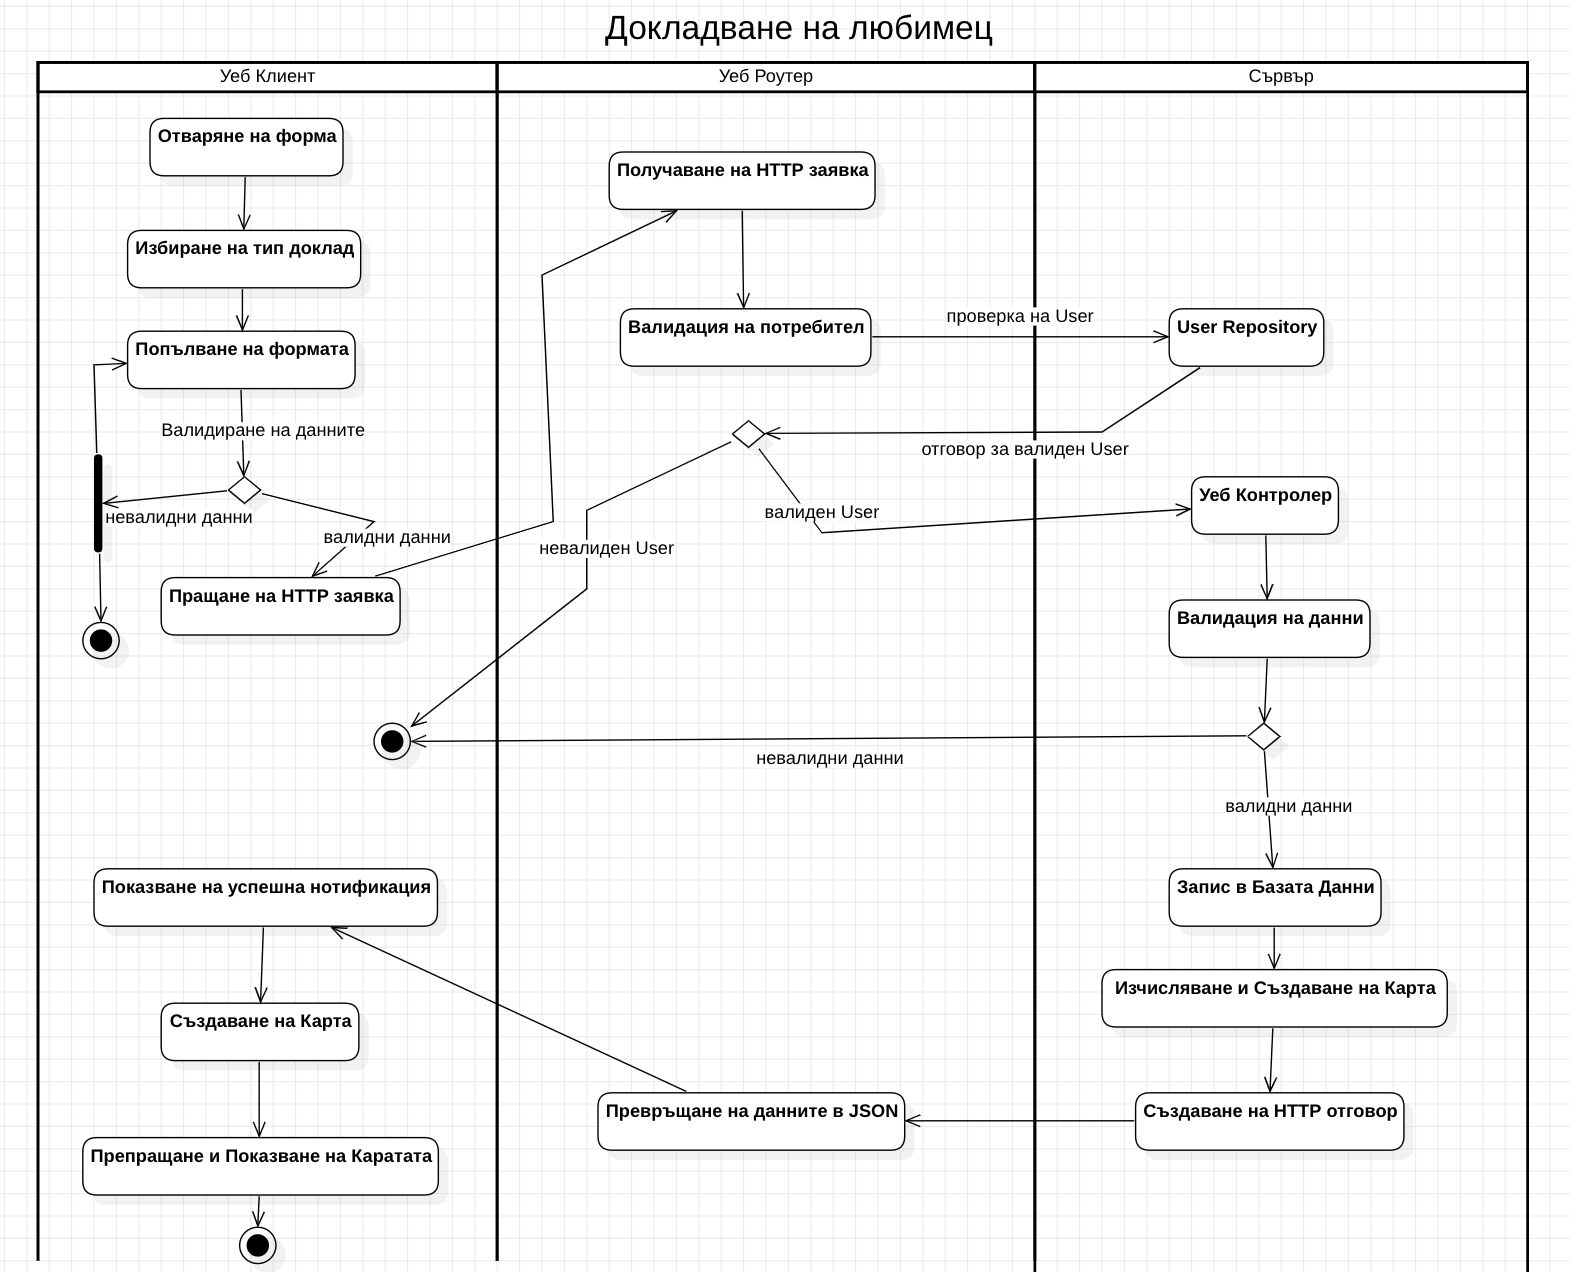 Докладване на любимец
Уеб Клиент
Уеб Роутер
Сървър
Отваряне на форма
Избиране на тип доклад
Попълване на формата
Валидиране на данните
невалидни данни
валидни данни
Пращане на HTTP заявка
Получаване на HTTP заявка
Валидация на потребител
проверка на User
User Repository
отговор за валиден User
валиден User
невалиден User
Уеб Контролер
Валидация на данни
невалидни данни
валидни данни
Запис в Базата Данни
Изчисляване и Създаване на Карта
Създаване на HTTP отговор
Превръщане на данните в JSON
Показване на успешна нотификация
Създаване на Карта
Препращане и Показване на Каратата